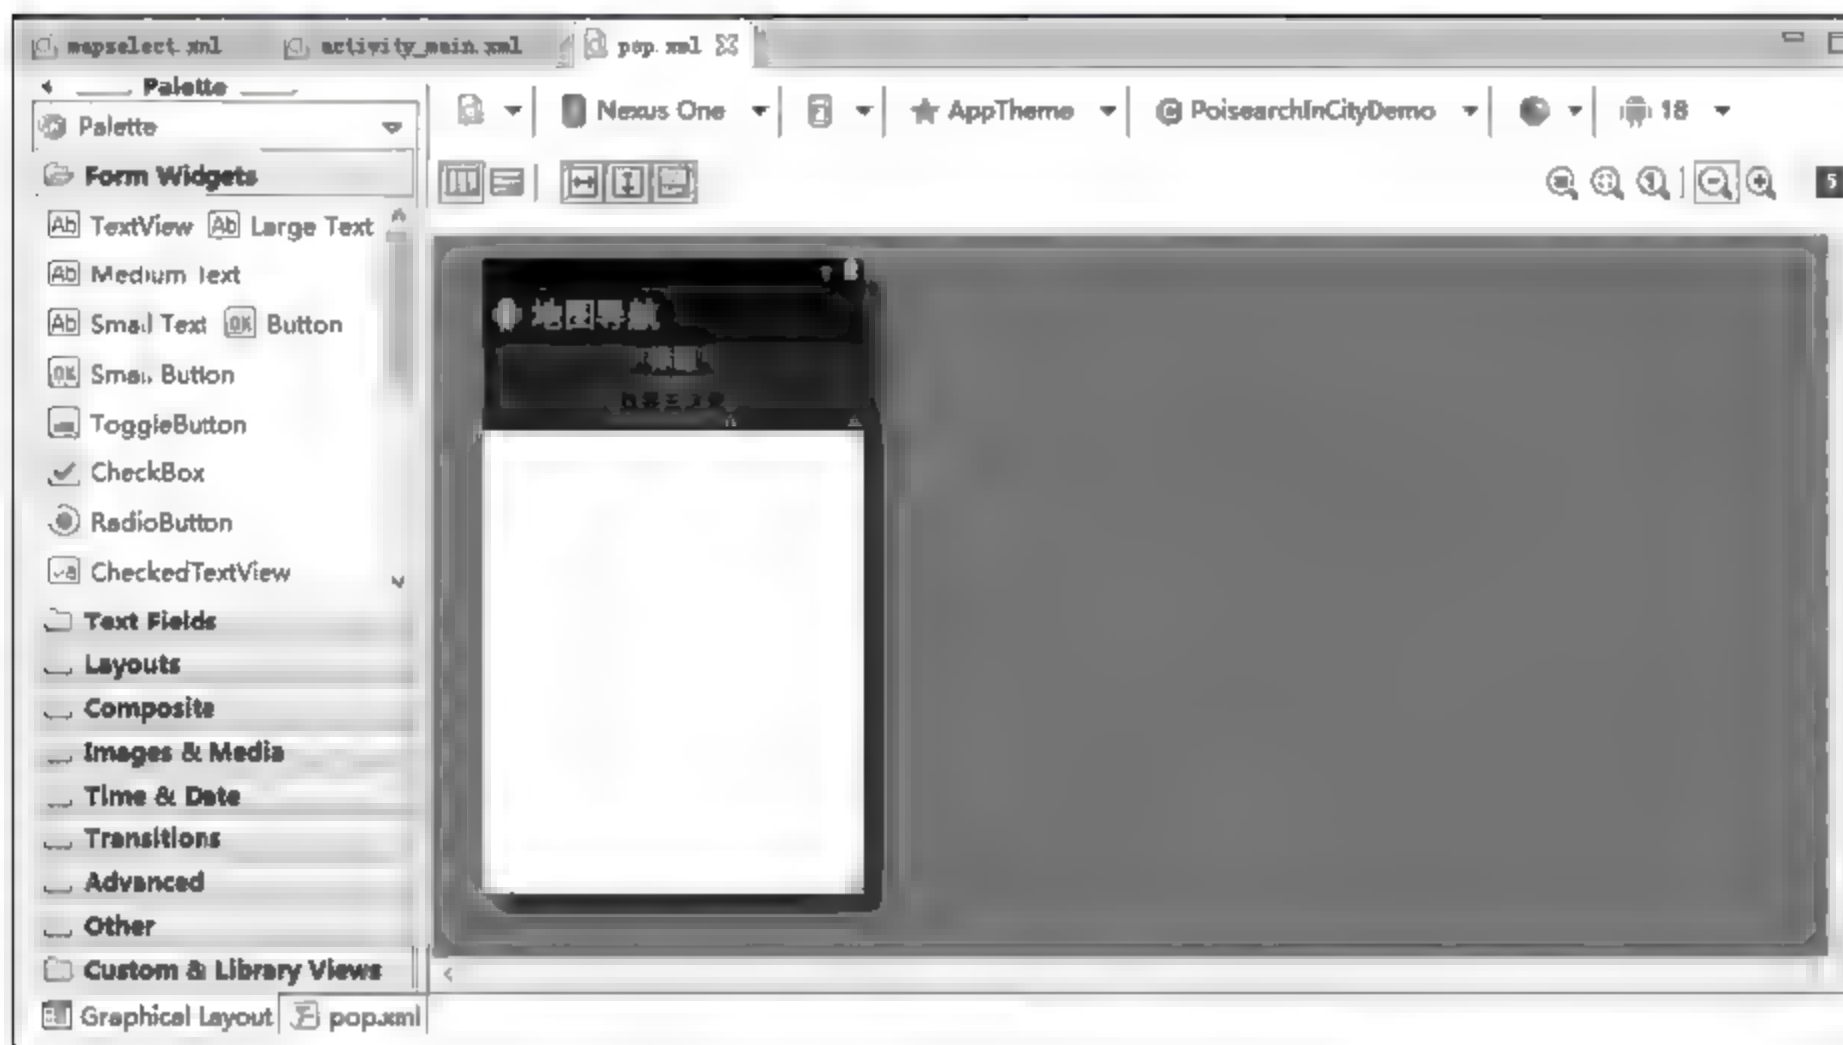 mapselect.xml activity_main.xml pop.xml
Palette
Palette Nexus One AppTheme PoisearchInCityDemo 18
Form Widgets
5
TextView Large Text
Medium Text
Small Text Button
Small Button
ToggleButton
CheckBox
RadioButton
CheckedTextView
Text Fields
Layouts
Composite
Images & Media
Time & Date
Transitions
Advanced
Other
Custom & Library Views
Graphical Layout pop.xml
地图导航